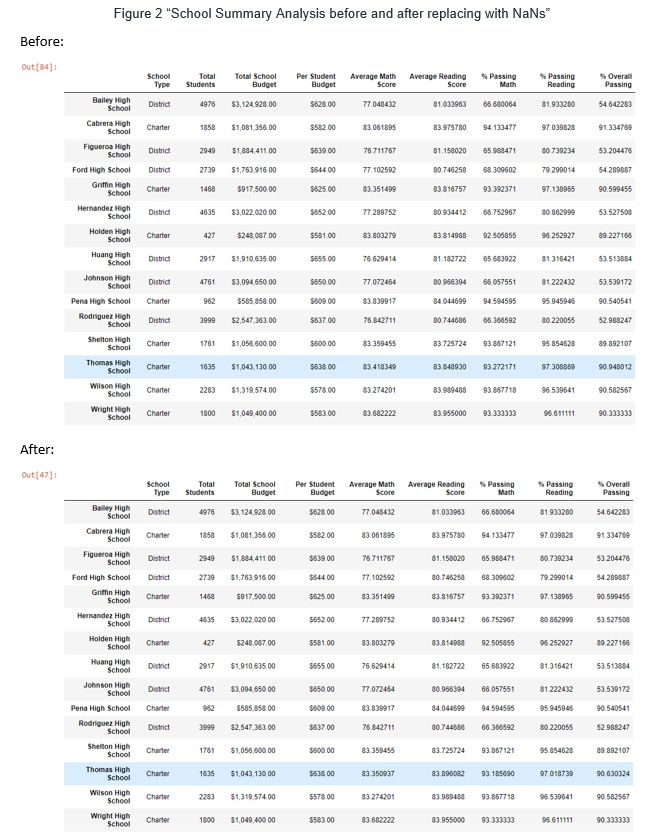 Figure 2 “School Summary Analysis before and after replacing with NaNs”
Before:
Out[84]:
School Type Total Students Total School Budget Per Student Budget Average Math Score Average Reading Score % Passing Math % Passing Reading % Overall Passing
Bailey High School District 4976 $3,124,928.00 $628.00 77.048432 81.033963 66.680064 81.933280 54.642283
Cabrera High School Charter 1858 $1,081,356.00 $582.00 83.061895 83.975780 94.133477 97.039828 91.334769
Figueroa High School District 2949 $1,884,411.00 $639.00 76.711767 81.158020 65.988471 80.739234 53.204476
Ford High School District 2739 $1,763,916.00 $644.00 77.102592 80.746258 68.309602 79.299014 54.289887
Griffin High School Charter 1468 $917,500.00 $625.00 83.351499 83.816757 93.392371 97.138965 90.599455
Hernandez High School District 4635 $3,022,020.00 $652.00 77.289752 80.934412 66.752967 80.862999 53.527508
Holden High School Charter 427 $248,087.00 $581.00 83.803279 83.814988 92.505855 96.252927 89.227166
Huang High School District 2917 $1,910,635.00 $655.00 76.629414 81.182722 65.683922 81.316421 53.513884
Johnson High School District 4761 $3,094,650.00 $650.00 77.072464 80.966394 66.057551 81.222432 53.539172
Pena High School Charter 962 $585,858.00 $609.00 83.839917 84.044699 94.594595 95.945946 90.540541
Rodriguez High School District 3999 $2,547,363.00 $637.00 76.842711 80.744686 66.366592 80.220055 52.988247
Shelton High School Charter 1761 $1,056,600.00 $600.00 83.359455 83.725724 93.867121 95.854628 89.892107
Thomas High School Charter 1635 $1,043,130.00 $638.00 83.418349 83.848930 93.272171 97.308869 90.948012
Wilson High School Charter 2283 $1,319,574.00 $578.00 83.274201 83.989488 93.867718 96.539641 90.582567
Wright High School Charter 1800 $1,049,400.00 $583.00 83.682222 83.955000 93.333333 96.611111 90.333333
After:
Out[47]:
School Type Total Students Total School Budget Per Student Budget Average Math Score Average Reading Score % Passing Math % Passing Reading % Overall Passing
Bailey High School District 4976 $3,124,928.00 $628.00 77.048432 81.033963 66.680064 81.933280 54.642283
Cabrera High School Charter 1858 $1,081,356.00 $582.00 83.061895 83.975780 94.133477 97.039828 91.334769
Figueroa High School District 2949 $1,884,411.00 $639.00 76.711767 81.158020 65.988471 80.739234 53.204476
Ford High School District 2739 $1,763,916.00 $644.00 77.102592 80.746258 68.309602 79.299014 54.289887
Griffin High School Charter 1468 $917,500.00 $625.00 83.351499 83.816757 93.392371 97.138965 90.599455
Hernandez High School District 4635 $3,022,020.00 $652.00 77.289752 80.934412 66.752967 80.862999 53.527508
Holden High School Charter 427 $248,087.00 $581.00 83.803279 83.814988 92.505855 96.252927 89.227166
Huang High School District 2917 $1,910,635.00 $655.00 76.629414 81.182722 65.683922 81.316421 53.513884
Johnson High School District 4761 $3,094,650.00 $650.00 77.072464 80.966394 66.057551 81.222432 53.539172
Pena High School Charter 962 $585,858.00 $609.00 83.839917 84.044699 94.594595 95.945946 90.540541
Rodriguez High School District 3999 $2,547,363.00 $637.00 76.842711 80.744686 66.366592 80.220055 52.988247
Shelton High School Charter 1761 $1,056,600.00 $600.00 83.359455 83.725724 93.867121 95.854628 89.892107
Thomas High School Charter 1635 $1,043,130.00 $638.00 83.350937 83.896082 93.185690 97.018739 90.630324
Wilson High School Charter 2283 $1,319,574.00 $578.00 83.274201 83.989488 93.867718 96.539641 90.582567
Wright High School Charter 1800 $1,049,400.00 $583.00 83.682222 83.955000 93.333333 96.611111 90.333333